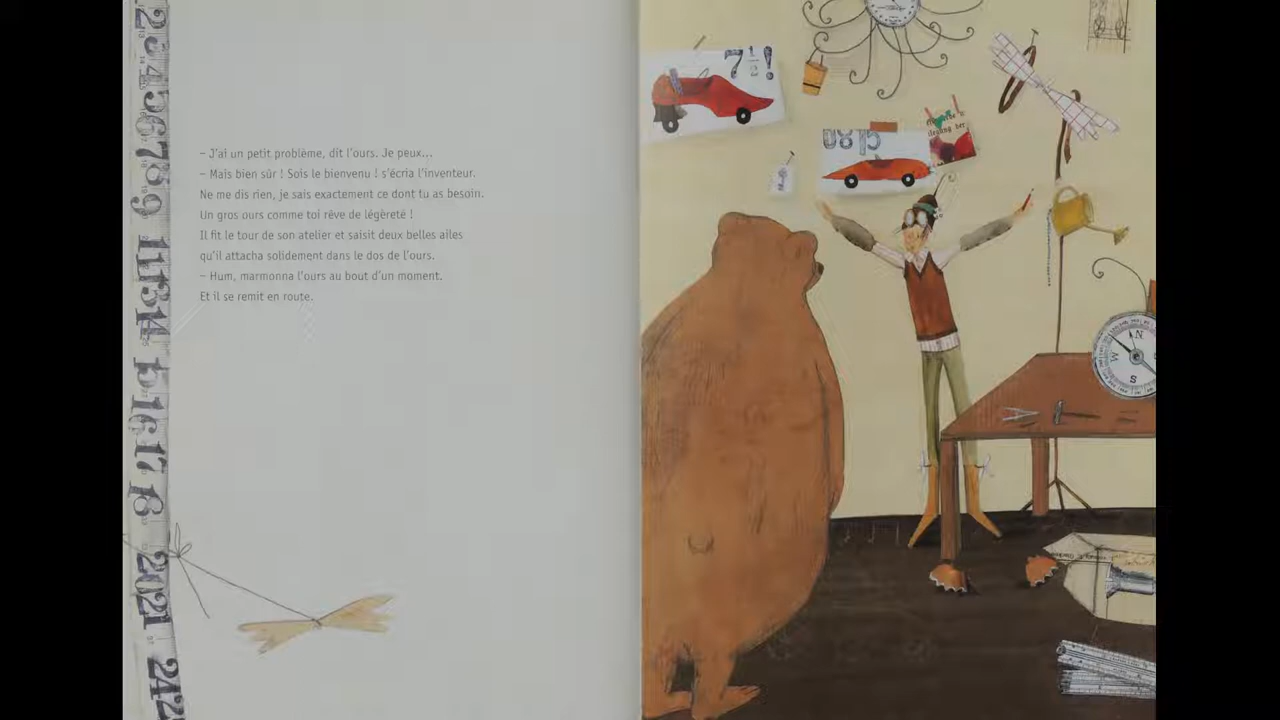 – J'ai un petit problème, dit l'ours. Je peux...
– Mais bien sûr ! Sois le bienvenu ! s'écria l'inventeur.
Ne me dis rien, je sais exactement ce dont tu as besoin.
Un gros ours comme toi rêve de légèreté !
Il fit le tour de son atelier et saisit deux belles ailes
qu'il attacha solidement dans le dos de l'ours.
– Hum, marmonna l'ours au bout d'un moment.
Et il se remit en route.
7 1/2!
N
W
S